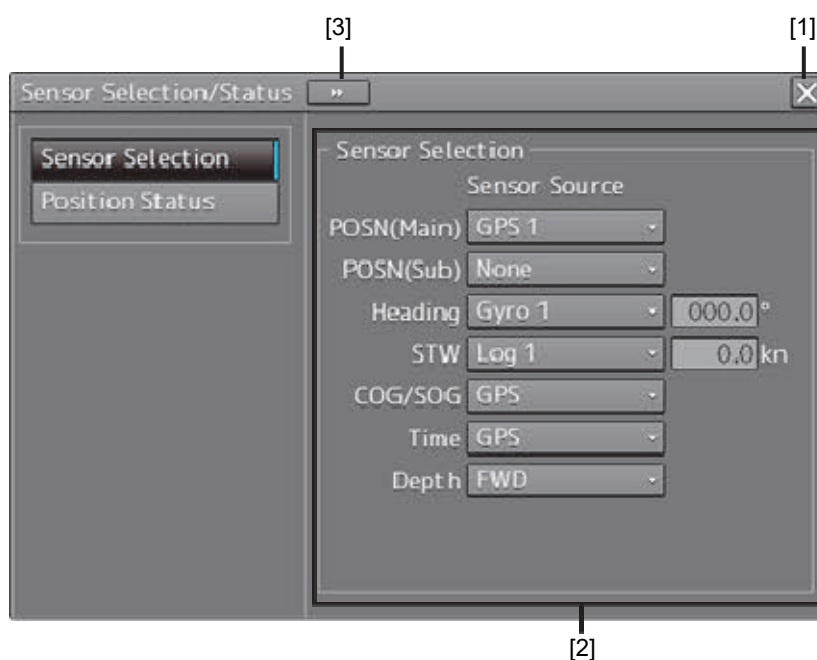 [3] [1]
Sensor Selection/Status »
Sensor Selection
Position Status
Sensor Selection
Sensor Source
POSN(Main) GPS 1
POSN(Sub) None
Heading Gyro 1 000.0°
STW Log 1 0.0 kn
COG/SOG GPS
Time GPS
Depth FWD
[2]